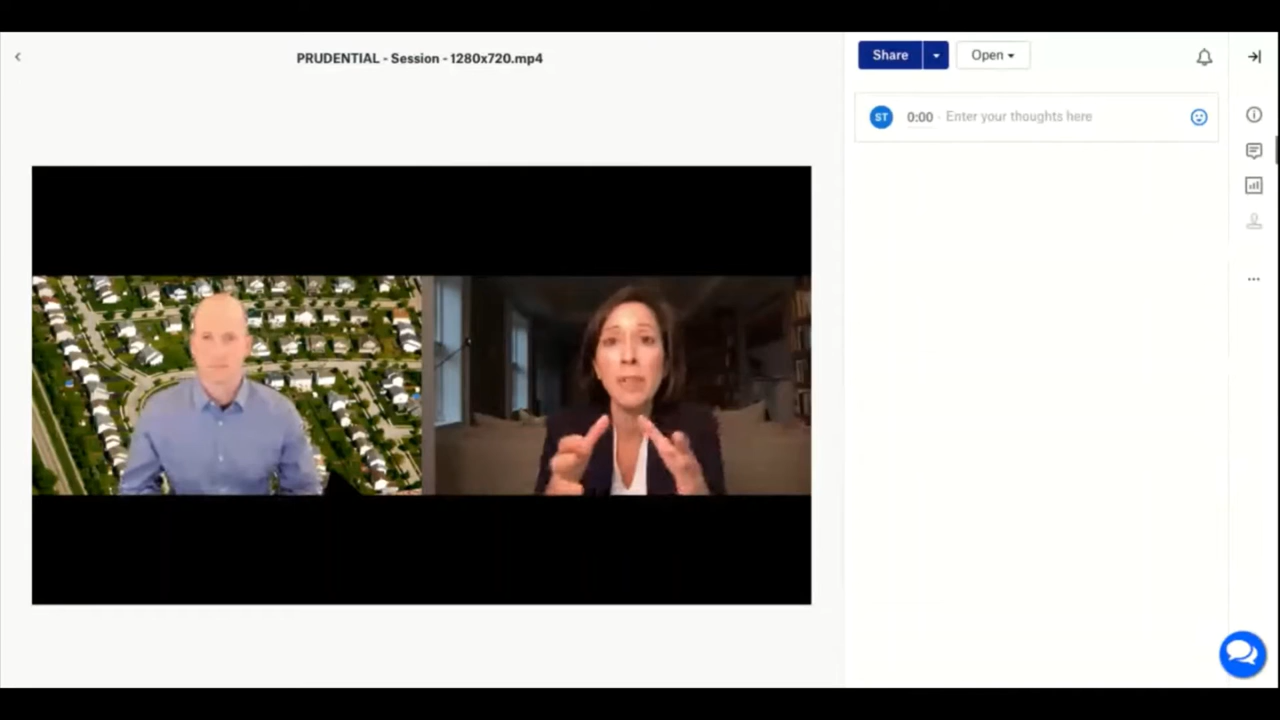 PRUDENTIAL - Session - 1280x720.mp4
Share
Open
ST 0:00 - Enter your thoughts here